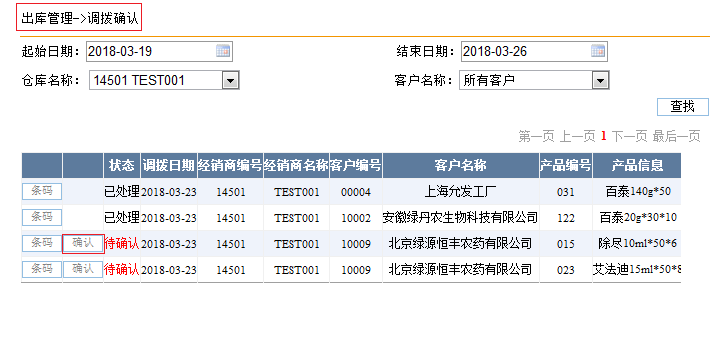 出库管理->调拨确认
起始日期： 2018-03-19 结束日期： 2018-03-26
仓库名称： 14501 TEST001 客户名称： 所有客户
查找
第一页 上一页 1 下一页 最后一页
状态 调拨日期 经销商编号 经销商名称 客户编号 客户名称 产品编号 产品信息
条码 已处理 2018-03-23 14501 TEST001 00004 上海允发工厂 031 百泰140g*50
条码 已处理 2018-03-23 14501 TEST001 10002 安徽绿丹农生物科技有限公司 122 百泰20g*30*10
条码 确认 待确认 2018-03-23 14501 TEST001 10009 北京绿源恒丰农药有限公司 015 除尽10ml*50*6
条码 确认 待确认 2018-03-23 14501 TEST001 10009 北京绿源恒丰农药有限公司 023 艾法迪15ml*50*8